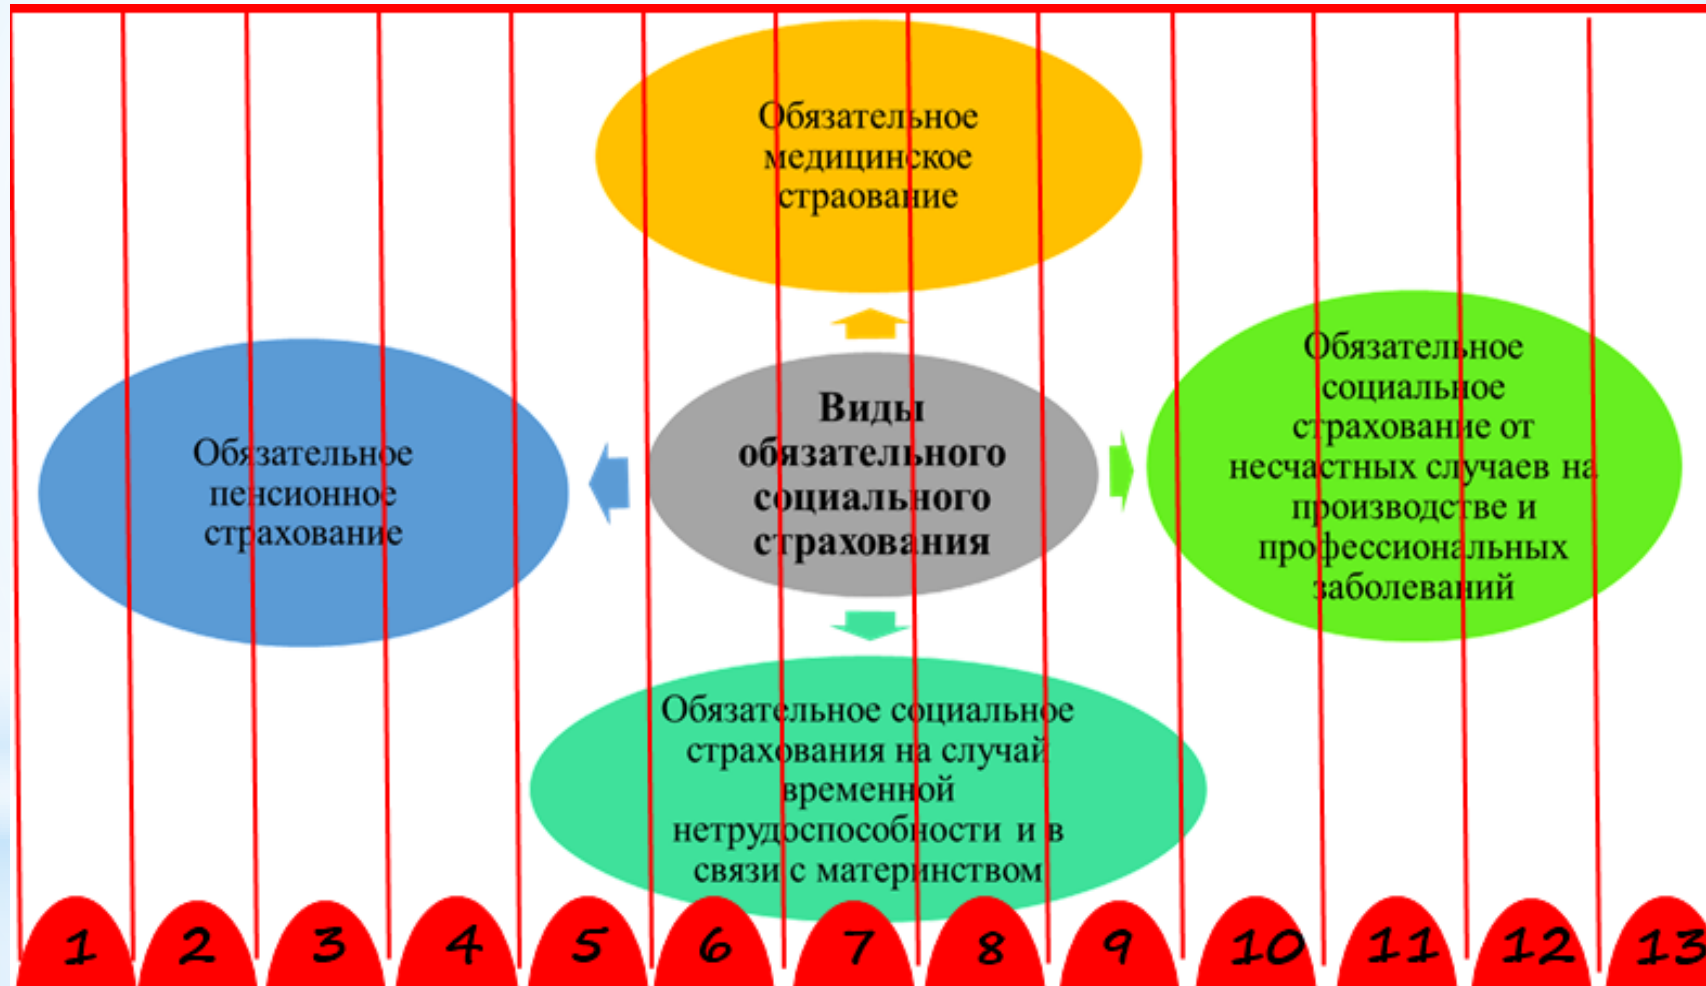 Обязательное
медицинское
страование
Виды
обязательного
социального
страхования
Обязательное
пенсионное
страхование
Обязательное
социальное
страхование от
несчастных случаев на
производстве и
профессиональных
заболеваний
Обязательное социальное
страхования на случай
временной
нетрудоспособности и в
связи с материнством
1 2 3 4 5 6 7 8 9 10 11 12 13